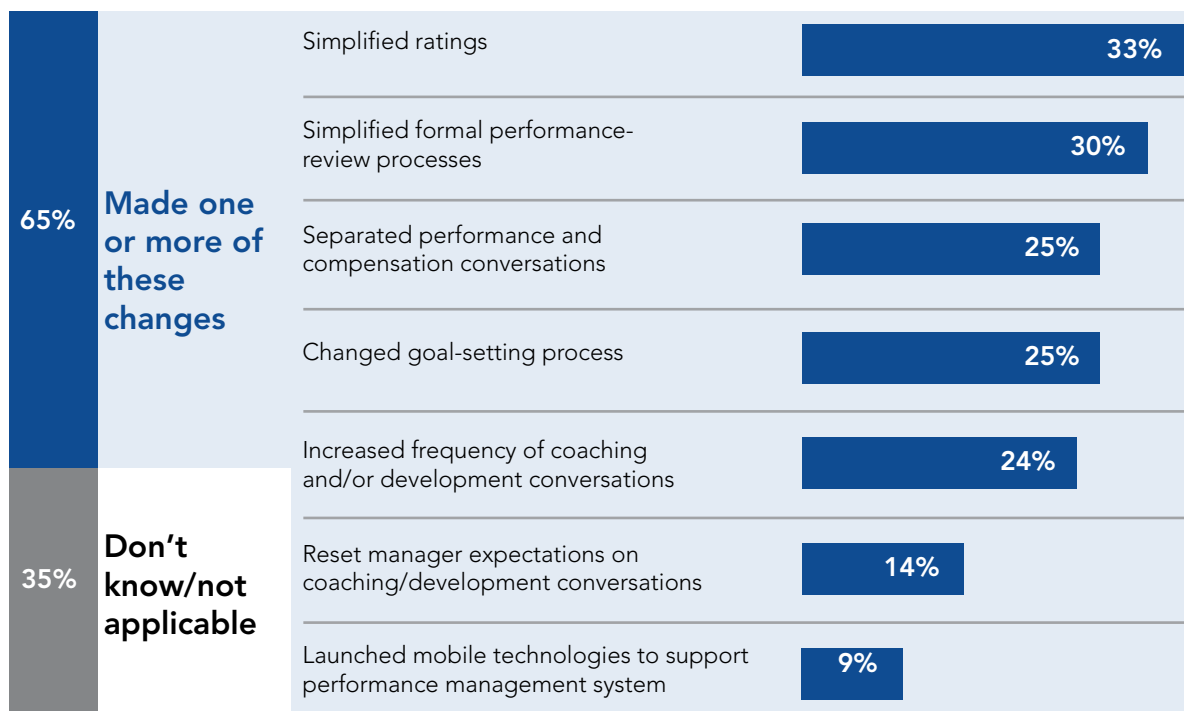 65%
Made one
or more of
these
changes
35%
Don't
know/not
applicable
Simplified ratings
33%
Simplified formal performance-
review processes
30%
Separated performance and
compensation conversations
25%
Changed goal-setting process
25%
Increased frequency of coaching
and/or development conversations
24%
Reset manager expectations on
coaching/development conversations
14%
Launched mobile technologies to support
performance management system
9%